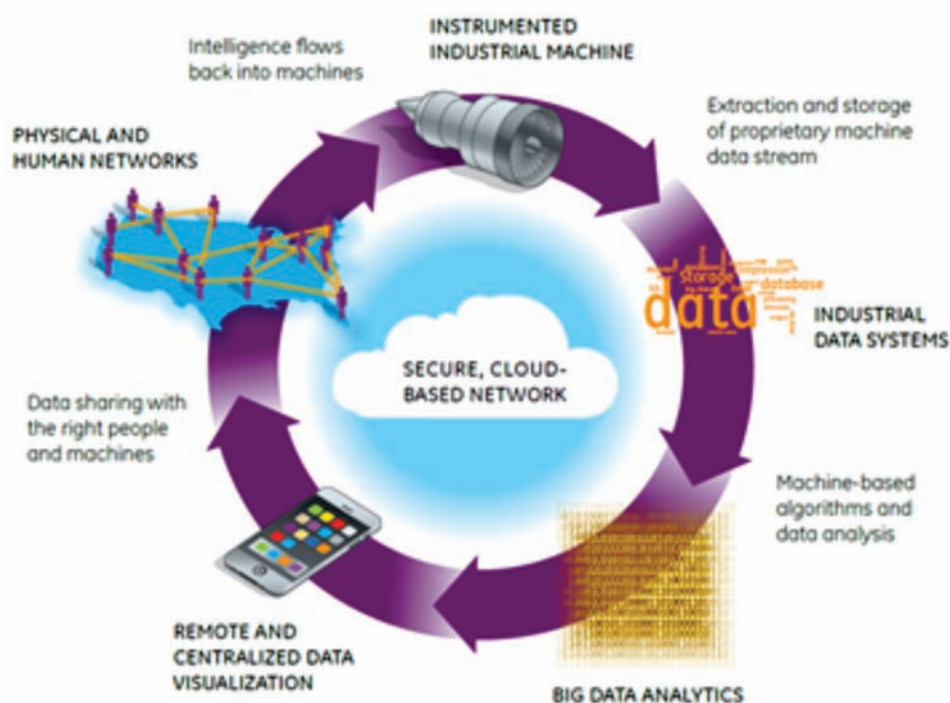 INSTRUMENTED
INDUSTRIAL MACHINE
Intelligence flows
back into machines
Extraction and storage
of proprietary machine
data stream
PHYSICAL AND
HUMAN NETWORKS
storage
database
data
INDUSTRIAL
DATA SYSTEMS
SECURE, CLOUD-
BASED NETWORK
Data sharing with
the right people
and machines
Machine-based
algorithms and
data analysis
REMOTE AND
CENTRALIZED DATA
VISUALIZATION
BIG DATA ANALYTICS